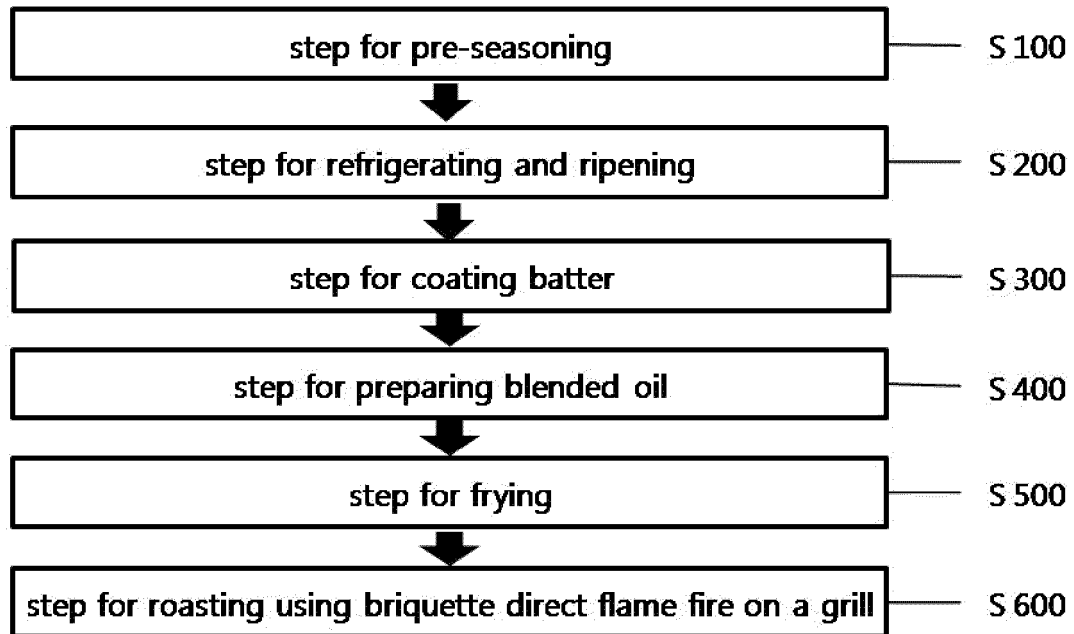 step for pre-seasoning S 100
step for refrigerating and ripening S 200
step for coating batter S 300
step for preparing blended oil S 400
step for frying S 500
step for roasting using briquette direct flame fire on a grill S 600